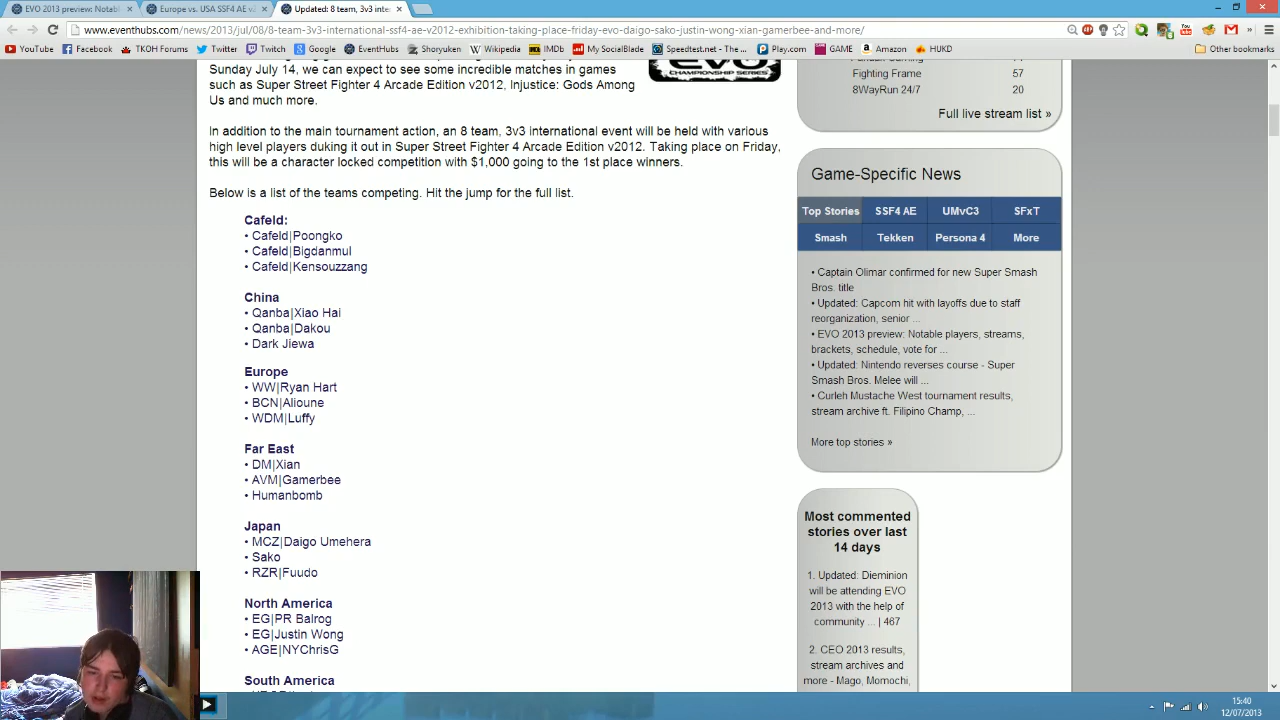 EVO 2013 preview: Notabl
Europe vs. USA SSF4 AE v
Updated: 8 team, 3v3 inte
www.eventhubs.com/news/2013/jul/08/8-team-3v3-international-ssf4-ae-v2012-exhibition-taking-place-friday-evo-daigo-sako-justin-wong-xian-gamerbee-and-more/
YouTube Facebook TKOH Forums Twitter Twitch Google EventHubs Shoryuken Wikipedia IMDb My SocialBlade Speedtest.net - The ... Play.com GAME Amazon HUKD Other bookmarks
Sunday July 14, we can expect to see some incredible matches in games
such as Super Street Fighter 4 Arcade Edition v2012, Injustice: Gods Among
Us and much more.
EVO
CHAMPIONSHIP SERIES
In addition to the main tournament action, an 8 team, 3v3 international event will be held with various
high level players duking it out in Super Street Fighter 4 Arcade Edition v2012. Taking place on Friday,
this will be a character locked competition with $1,000 going to the 1st place winners.
Below is a list of the teams competing. Hit the jump for the full list.
Cafeld:
• Cafeld|Poongko
• Cafeld|Bigdanmul
• Cafeld|Kensouzzang
China
• Qanba|Xiao Hai
• Qanba|Dakou
• Dark Jiewa
Europe
• WW|Ryan Hart
• BCN|Alioune
• WDM|Luffy
Far East
• DM|Xian
• AVM|Gamerbee
• Humanbomb
Japan
• MCZ|Daigo Umehera
• Sako
• RZR|Fuudo
North America
• EG|PR Balrog
• EG|Justin Wong
• AGE|NYChrisG
South America
Fighting Frame 57
8WayRun 24/7 20
Full live stream list »
Game-Specific News
Top Stories SSF4 AE UMvC3 SFxT
Smash Tekken Persona 4 More
• Captain Olimar confirmed for new Super Smash
Bros. title
• Updated: Capcom hit with layoffs due to staff
reorganization, senior ...
• EVO 2013 preview: Notable players, streams,
brackets, schedule, vote for ...
• Updated: Nintendo reverses course - Super
Smash Bros. Melee will ...
• Curleh Mustache West tournament results,
stream archive ft. Filipino Champ, ...
More top stories »
Most commented
stories over last
14 days
1. Updated: Dieminion
will be attending EVO
2013 with the help of
community ... | 467
2. CEO 2013 results,
stream archives and
more - Mago, Momochi,
15:40
12/07/2013